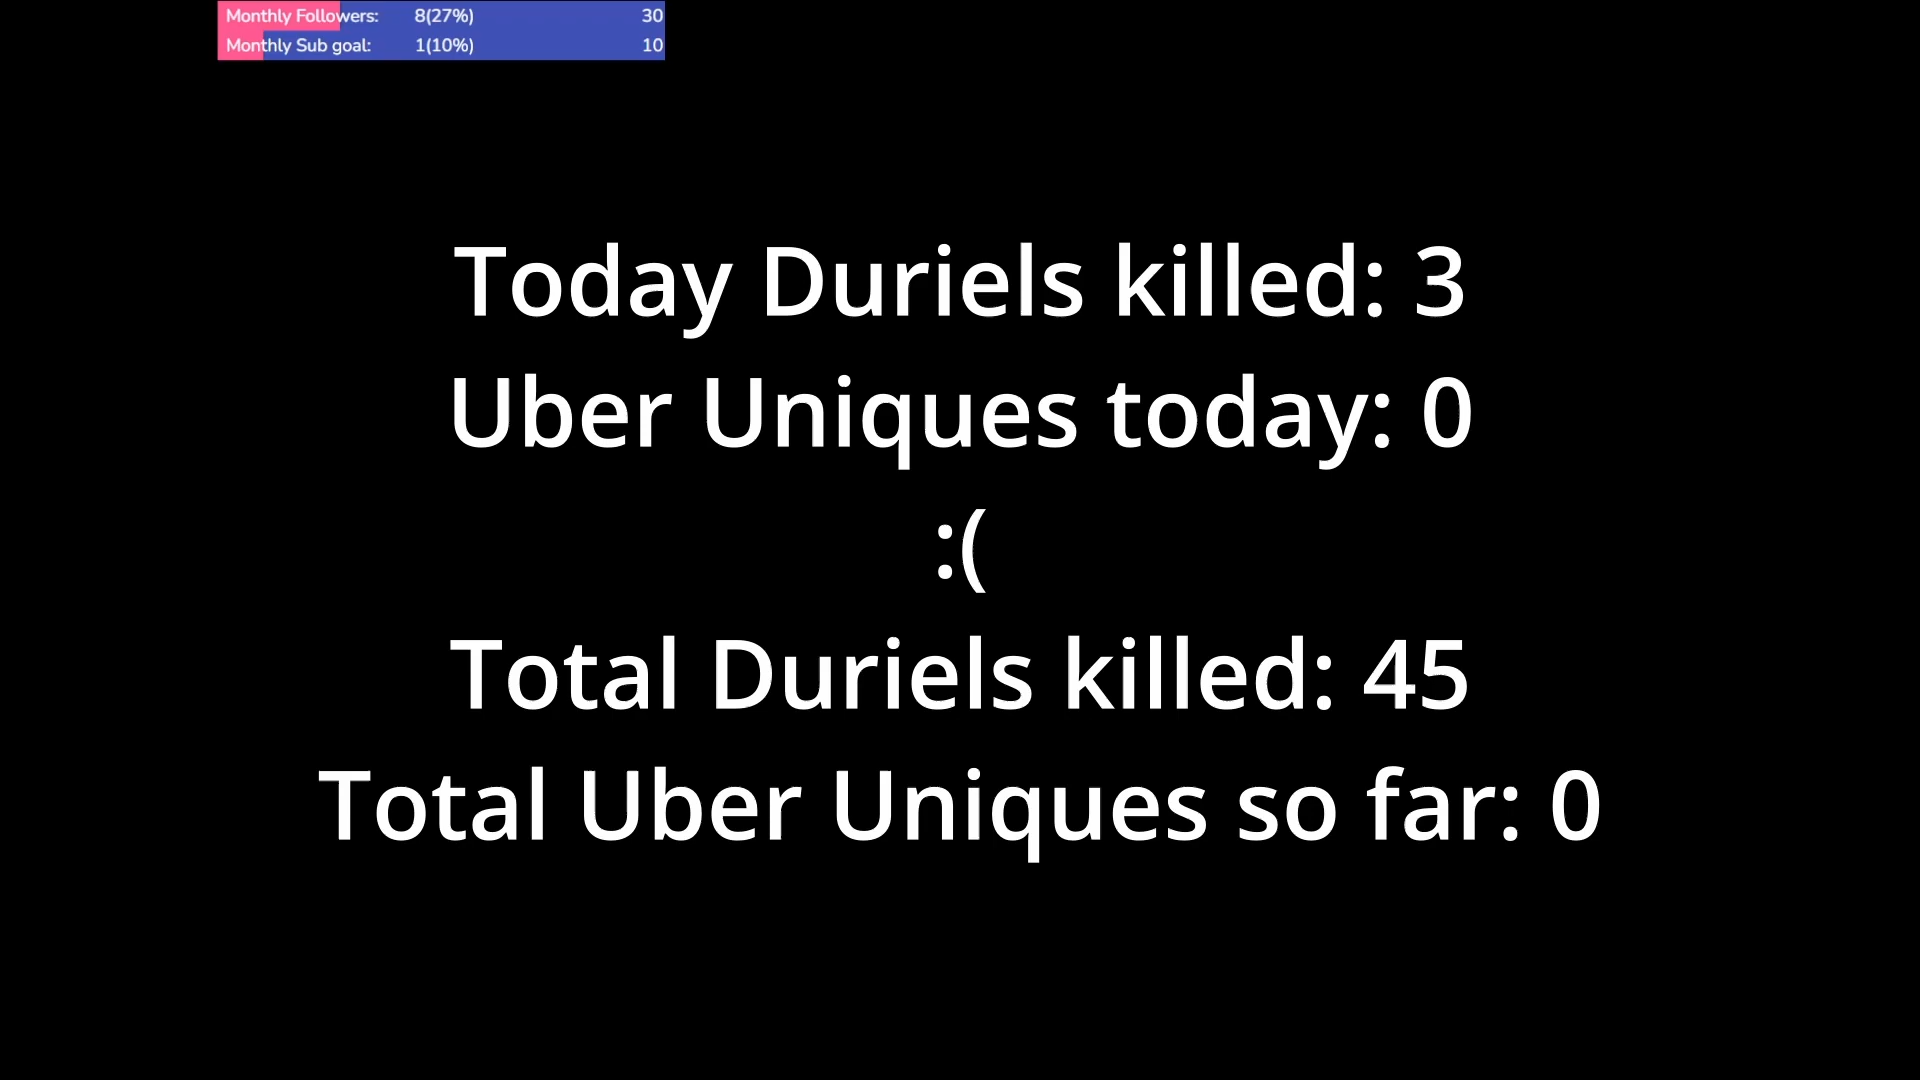 Monthly Followers: 8(27%) 30
Monthly Sub goal: 1(10%) 10
Today Duriels killed: 3
Uber Uniques today: 0
:(
Total Duriels killed: 45
Total Uber Uniques so far: 0